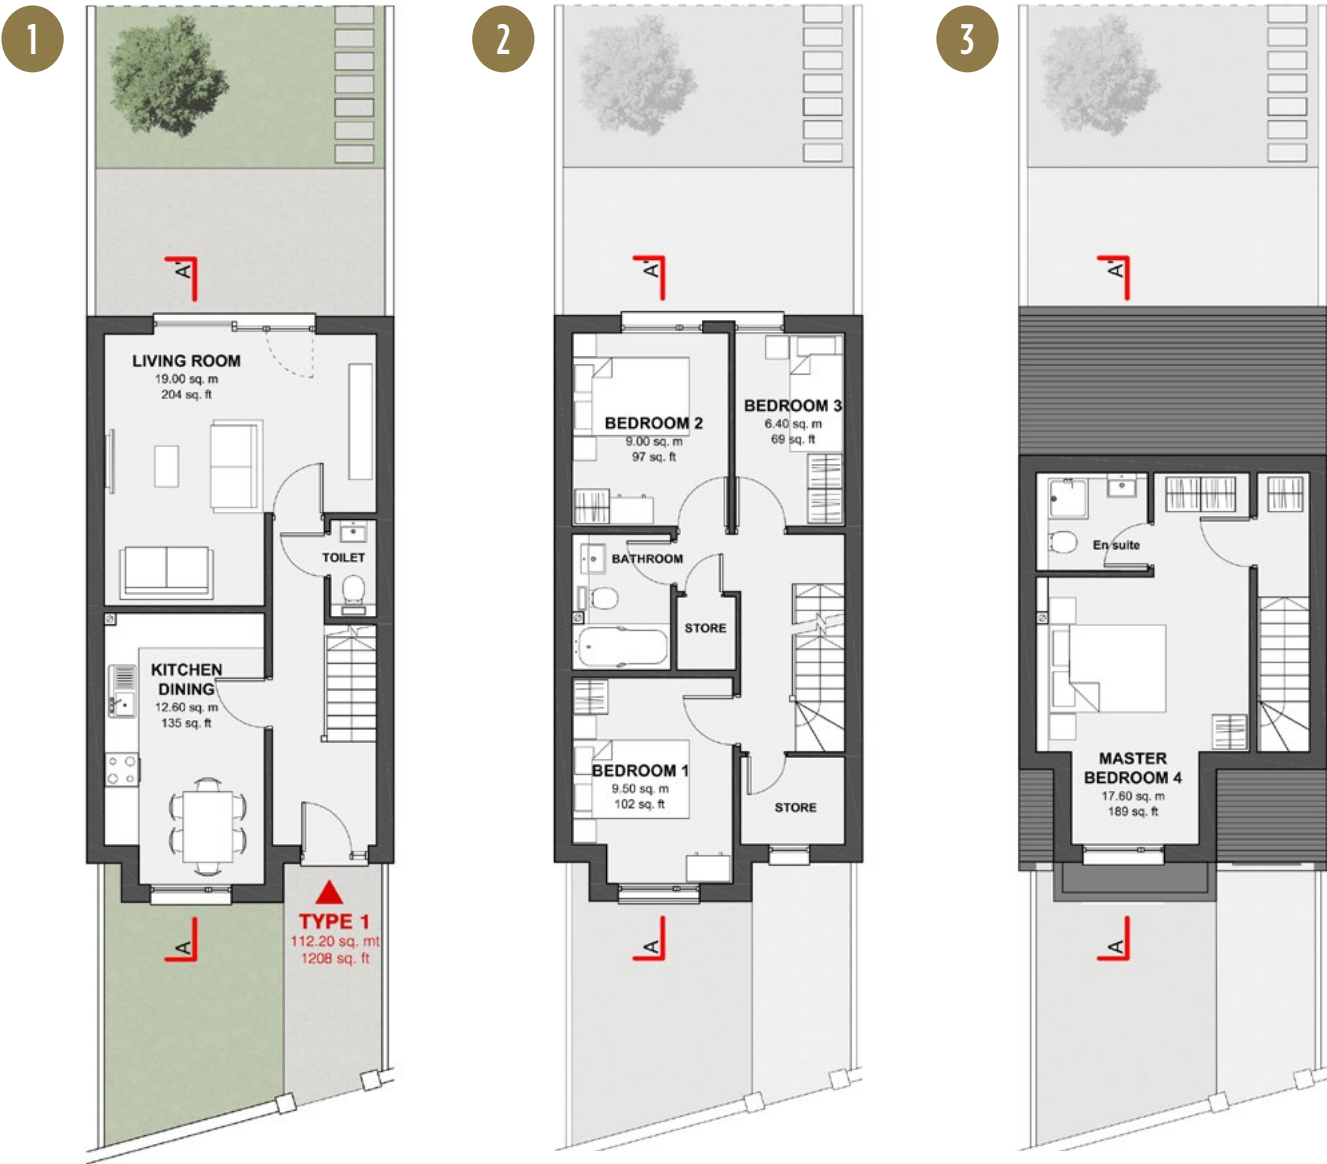 1
A'
LIVING ROOM
19.00 sq. m
204 sq. ft
TOILET
KITCHEN
DINING
12.60 sq. m
135 sq. ft
A
TYPE 1
112.20 sq. mt
1208 sq. ft
2
A'
BEDROOM 2
9.00 sq. m
97 sq. ft
BEDROOM 3
6.40 sq. m
69 sq. ft
BATHROOM
STORE
BEDROOM 1
9.50 sq. m
102 sq. ft
STORE
A
3
A'
En suite
MASTER
BEDROOM 4
17.60 sq. m
189 sq. ft
A